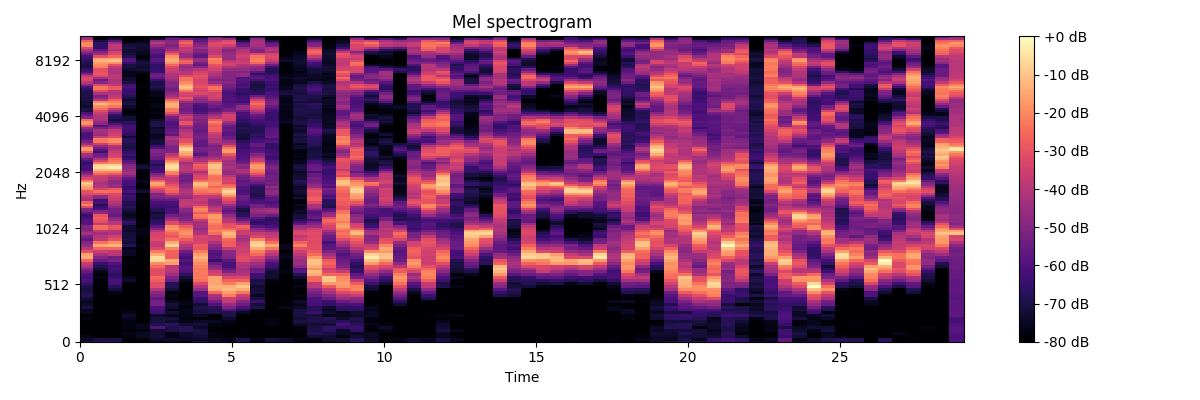 Mel spectrogram
Hz
8192
4096
2048
1024
512
0
0 5 10 15 20 25
Time
+0 dB
-10 dB
-20 dB
-30 dB
-40 dB
-50 dB
-60 dB
-70 dB
-80 dB